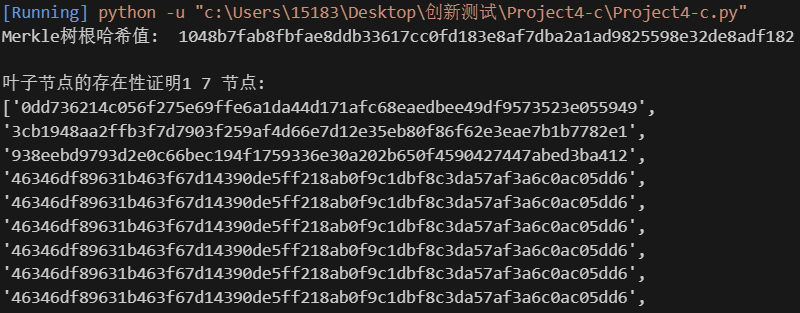 [Running] python -u "c:\Users\15183\Desktop\创新测试\Project4-c\Project4-c.py"
Merkle树根哈希值: 1048b7fab8fbfae8ddb33617cc0fd183e8af7dba2a1ad9825598e32de8adf182
叶子节点的存在性证明1 7 节点:
['0dd736214c056f275e69ffe6a1da44d171afc68eaedbee49df9573523e055949',
'3cb1948aa2ffb3f7d7903f259af4d66e7d12e35eb80f86f62e3eae7b1b7782e1',
'938eebd9793d2e0c66bec194f1759336e30a202b650f4590427447abed3ba412',
'46346df89631b463f67d14390de5ff218ab0f9c1dbf8c3da57af3a6c0ac05dd6',
'46346df89631b463f67d14390de5ff218ab0f9c1dbf8c3da57af3a6c0ac05dd6',
'46346df89631b463f67d14390de5ff218ab0f9c1dbf8c3da57af3a6c0ac05dd6',
'46346df89631b463f67d14390de5ff218ab0f9c1dbf8c3da57af3a6c0ac05dd6',
'46346df89631b463f67d14390de5ff218ab0f9c1dbf8c3da57af3a6c0ac05dd6',
'46346df89631b463f67d14390de5ff218ab0f9c1dbf8c3da57af3a6c0ac05dd6',